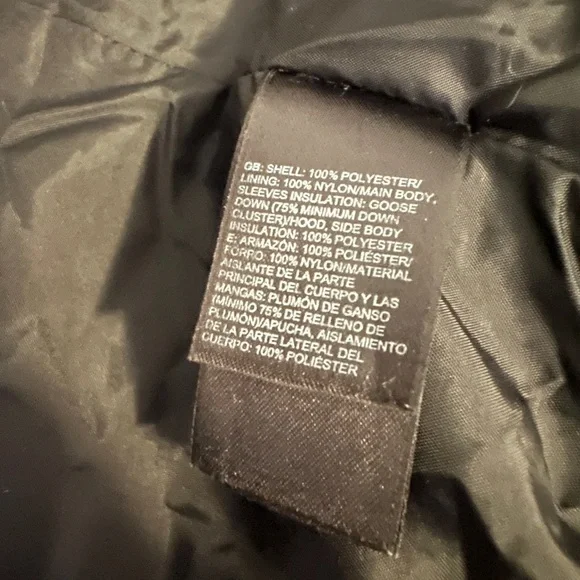 GB: SHELL: 100% POLYESTER/
LINING: 100% NYLON/MAIN BODY,
SLEEVES INSULATION: GOOSE
DOWN (75% MINIMUM DOWN
CLUSTER)/HOOD, SIDE BODY
INSULATION: 100% POLYESTER
E: ARMAZÓN: 100% POLIÉSTER/
FORRO: 100% NYLON/MATERIAL
AISLANTE DE LA PARTE
PRINCIPAL DEL CUERPO Y LAS
MANGAS: PLUMÓN DE GANSO
(MÍNIMO 75% DE RELLENO DE
PLUMÓN)/APUCHA, AISLAMIENTO
DE LA PARTE LATERAL DEL
CUERPO: 100% POLIÉSTER